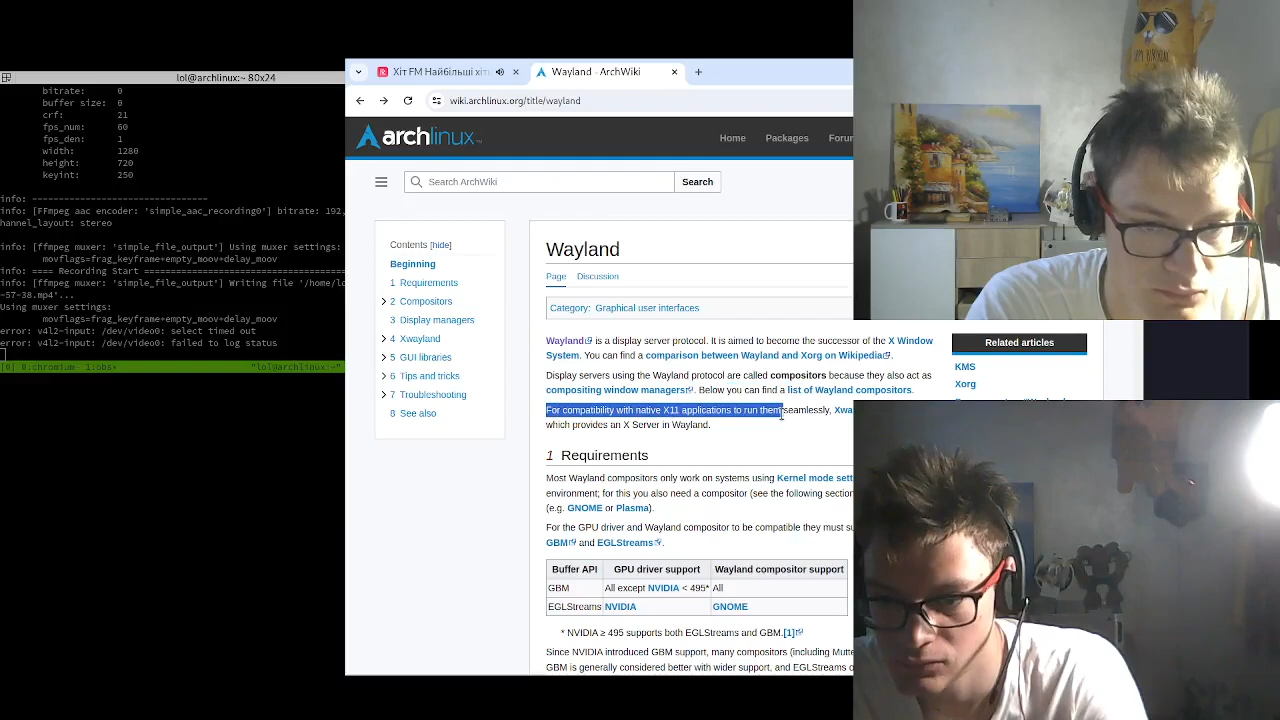 lol@archlinux:~ 80x24
bitrate: 0
buffer size: 0
crf: 21
fps_num: 60
fps_den: 1
width: 1280
height: 720
keyint: 250
info: ---------------------------------
info: [FFmpeg aac encoder: 'simple_aac_recording0'] bitrate: 192,
hannel_layout: stereo
info: [ffmpeg muxer: 'simple_file_output'] Using muxer settings:
movflags=frag_keyframe+empty_moov+delay_moov
info: ==== Recording Start ==================================
info: [ffmpeg muxer: 'simple_file_output'] Writing file '/home/lo
-57-38.mp4'...
Using muxer settings:
movflags=frag_keyframe+empty_moov+delay_moov
error: v4l2-input: /dev/video0: select timed out
error: v4l2-input: /dev/video0: failed to log status
[0] 0:chromium- 1:obs* "lol@archlinux:~"
Хіт FM Найбільші хіти
Wayland - ArchWiki
wiki.archlinux.org/title/wayland
archlinux
Home Packages Forum
Search ArchWiki
Search
Contents [hide]
Beginning
1 Requirements
2 Compositors
3 Display managers
4 Xwayland
5 GUI libraries
6 Tips and tricks
7 Troubleshooting
8 See also
Wayland
Page Discussion
Category: Graphical user interfaces
Wayland is a display server protocol. It is aimed to become the successor of the X Window
System. You can find a comparison between Wayland and Xorg on Wikipedia.
Display servers using the Wayland protocol are called compositors because they also act as
compositing window managers. Below you can find a list of Wayland compositors.
For compatibility with native X11 applications to run them seamlessly, Xwa
which provides an X Server in Wayland.
1 Requirements
Most Wayland compositors only work on systems using Kernel mode sett
environment; for this you also need a compositor (see the following section
(e.g. GNOME or Plasma).
For the GPU driver and Wayland compositor to be compatible they must su
GBM and EGLStreams.
Buffer API GPU driver support Wayland compositor support
GBM All except NVIDIA < 495* All
EGLStreams NVIDIA GNOME
* NVIDIA ≥ 495 supports both EGLStreams and GBM.[1]
Since NVIDIA introduced GBM support, many compositors (including Mutte
GBM is generally considered better with wider support, and EGLStreams o
Related articles
KMS
Xorg